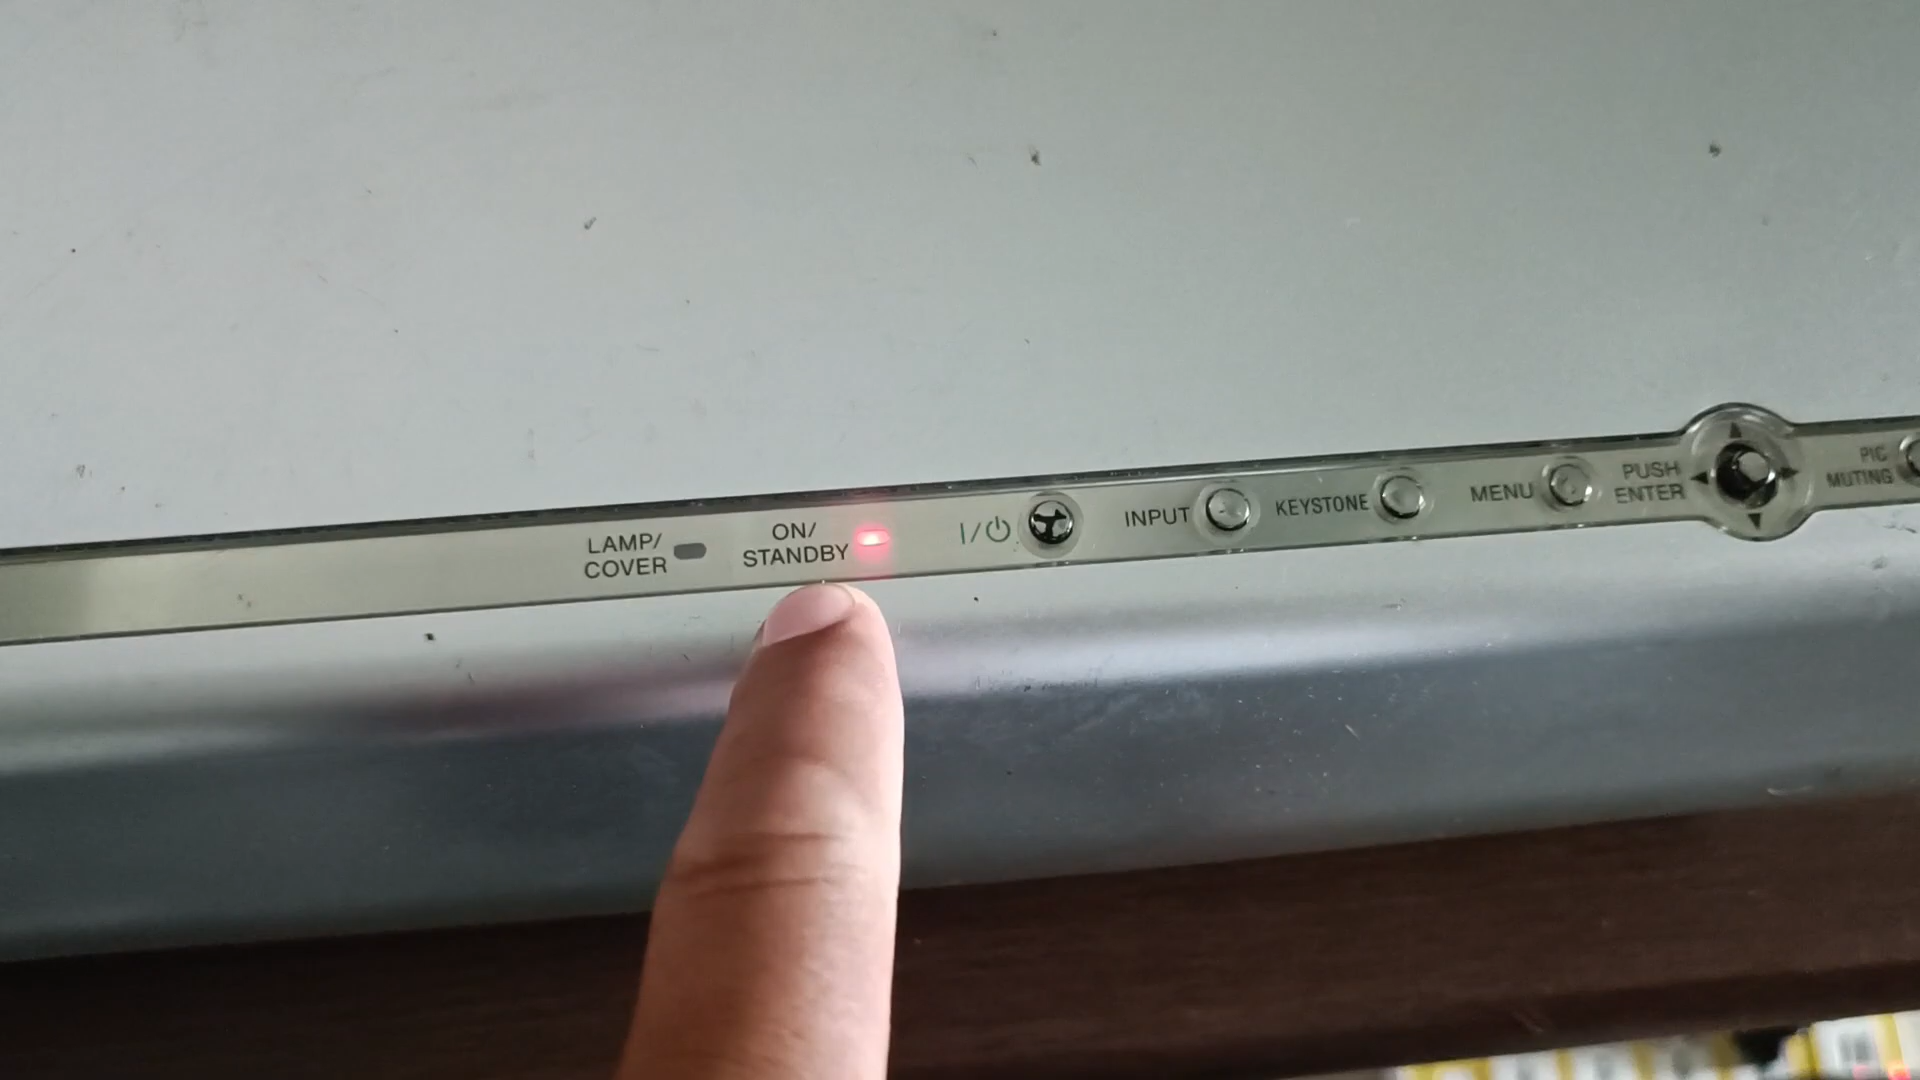 LAMP/
COVER
ON/
STANDBY
I/⏻
INPUT
KEYSTONE
MENU
PUSH
ENTER
PIC
MUTING